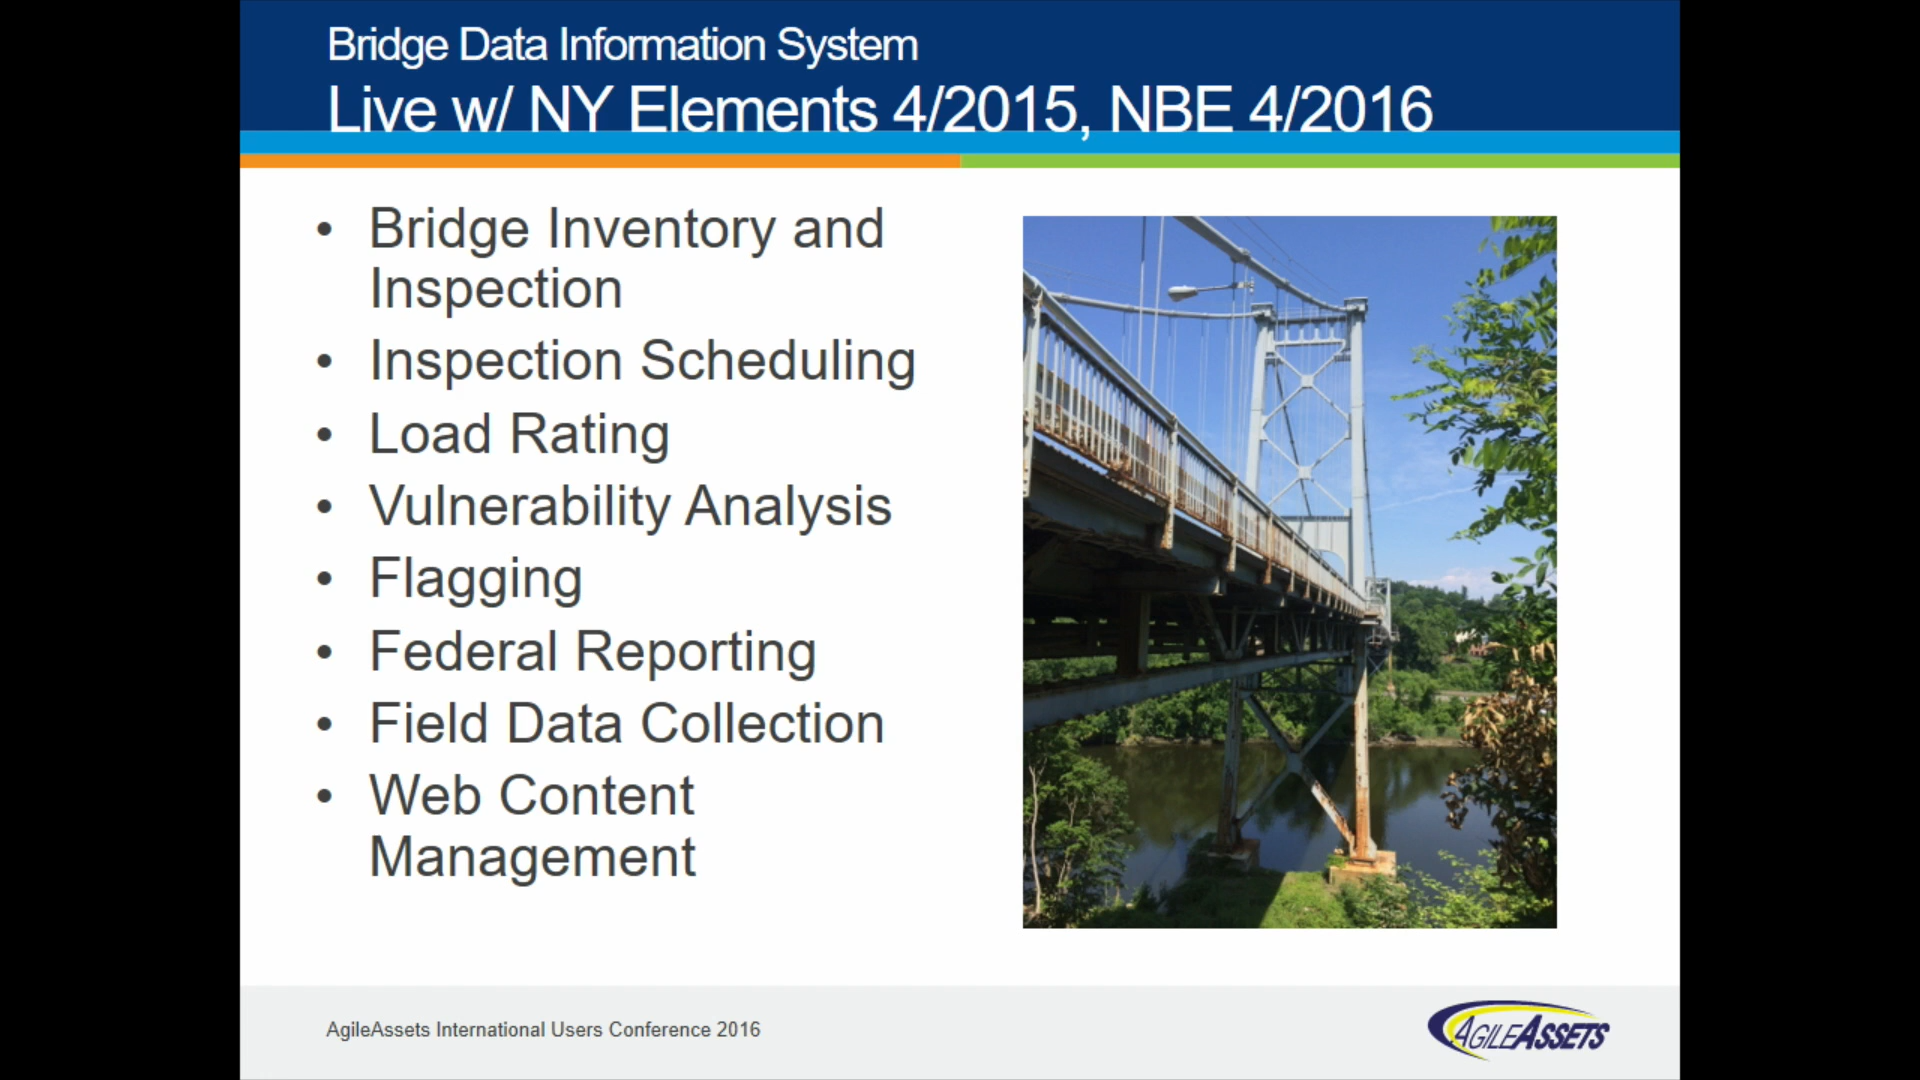 Bridge Data Information System
Live w/ NY Elements 4/2015, NBE 4/2016
• Bridge Inventory and
Inspection
• Inspection Scheduling
• Load Rating
• Vulnerability Analysis
• Flagging
• Federal Reporting
• Field Data Collection
• Web Content
Management
AgileAssets International Users Conference 2016
AGILEASSETS